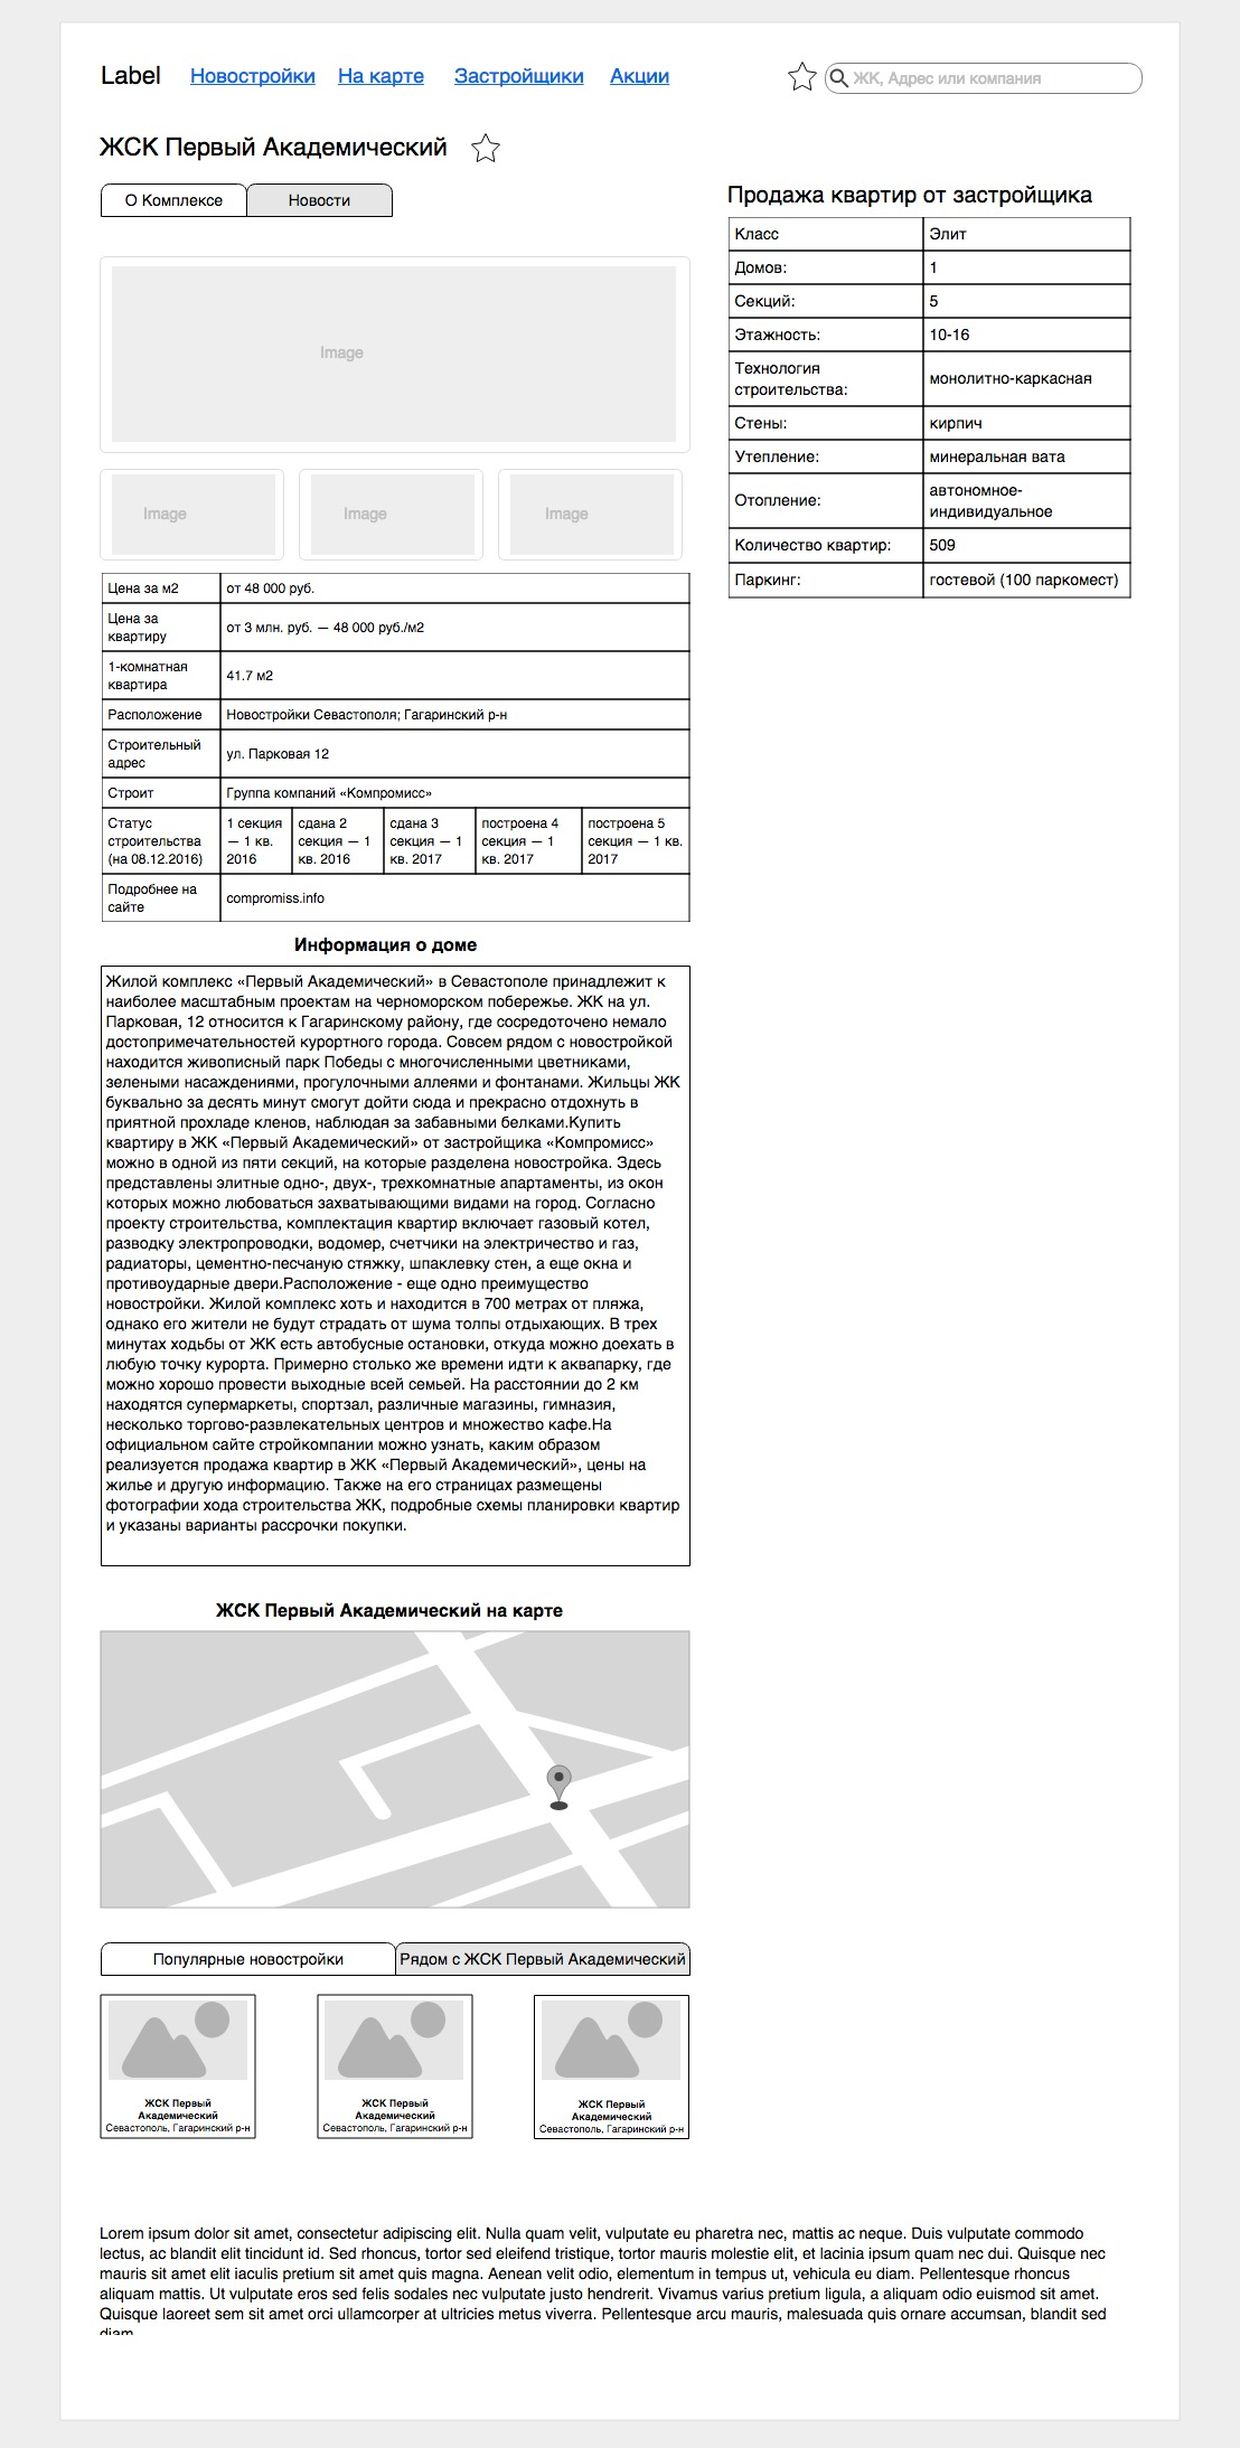 Label Новостройки На карте Застройщики Акции ЖК, Адрес или компания
ЖСК Первый Академический
О Комплексе Новости
Image
Image Image Image
Цена за м2 от 48 000 руб.
Цена за
квартиру
от 3 млн. руб. — 48 000 руб./м2
1-комнатная
квартира
41.7 м2
Расположение Новостройки Севастополя; Гагаринский р-н
Строительный
адрес
ул. Парковая 12
Строит Группа компаний «Компромисс»
Статус
строительства
(на 08.12.2016)
1 секция
— 1 кв.
2016
сдана 2
секция — 1
кв. 2016
сдана 3
секция — 1
кв. 2017
построена 4
секция — 1
кв. 2017
построена 5
секция — 1 кв.
2017
Подробнее на
сайте
compromiss.info
Продажа квартир от застройщика
Класс Элит
Домов: 1
Секций: 5
Этажность: 10-16
Технология
строительства:
монолитно-каркасная
Стены: кирпич
Утепление: минеральная вата
Отопление:
автономное-
индивидуальное
Количество квартир: 509
Паркинг: гостевой (100 паркомест)
Информация о доме
Жилой комплекс «Первый Академический» в Севастополе принадлежит к
наиболее масштабным проектам на черноморском побережье. ЖК на ул.
Парковая, 12 относится к Гагаринскому району, где сосредоточено немало
достопримечательностей курортного города. Совсем рядом с новостройкой
находится живописный парк Победы с многочисленными цветниками,
зелеными насаждениями, прогулочными аллеями и фонтанами. Жильцы ЖК
буквально за десять минут смогут дойти сюда и прекрасно отдохнуть в
приятной прохладе кленов, наблюдая за забавными белками.Купить
квартиру в ЖК «Первый Академический» от застройщика «Компромисс»
можно в одной из пяти секций, на которые разделена новостройка. Здесь
представлены элитные одно-, двух-, трехкомнатные апартаменты, из окон
которых можно любоваться захватывающими видами на город. Согласно
проекту строительства, комплектация квартир включает газовый котел,
разводку электропроводки, водомер, счетчики на электричество и газ,
радиаторы, цементно-песчаную стяжку, шпаклевку стен, а еще окна и
противоударные двери.Расположение - еще одно преимущество
новостройки. Жилой комплекс хоть и находится в 700 метрах от пляжа,
однако его жители не будут страдать от шума толпы отдыхающих. В трех
минутах ходьбы от ЖК есть автобусные остановки, откуда можно доехать в
любую точку курорта. Примерно столько же времени идти к аквапарку, где
можно хорошо провести выходные всей семьей. На расстоянии до 2 км
находятся супермаркеты, спортзал, различные магазины, гимназия,
несколько торгово-развлекательных центров и множество кафе.На
официальном сайте стройкомпании можно узнать, каким образом
реализуется продажа квартир в ЖК «Первый Академический», цены на
жилье и другую информацию. Также на его страницах размещены
фотографии хода строительства ЖК, подробные схемы планировки квартир
и указаны варианты рассрочки покупки.
ЖСК Первый Академический на карте
Популярные новостройки Рядом с ЖСК Первый Академический
ЖСК Первый
Академический
Севастополь, Гагаринский р-н
ЖСК Первый
Академический
Севастополь, Гагаринский р-н
ЖСК Первый
Академический
Севастополь, Гагаринский р-н
Lorem ipsum dolor sit amet, consectetur adipiscing elit. Nulla quam velit, vulputate eu pharetra nec, mattis ac neque. Duis vulputate commodo
lectus, ac blandit elit tincidunt id. Sed rhoncus, tortor sed eleifend tristique, tortor mauris molestie elit, et lacinia ipsum quam nec dui. Quisque nec
mauris sit amet elit iaculis pretium sit amet quis magna. Aenean velit odio, elementum in tempus ut, vehicula eu diam. Pellentesque rhoncus
aliquam mattis. Ut vulputate eros sed felis sodales nec vulputate justo hendrerit. Vivamus varius pretium ligula, a aliquam odio euismod sit amet.
Quisque laoreet sem sit amet orci ullamcorper at ultricies metus viverra. Pellentesque arcu mauris, malesuada quis ornare accumsan, blandit sed
diam